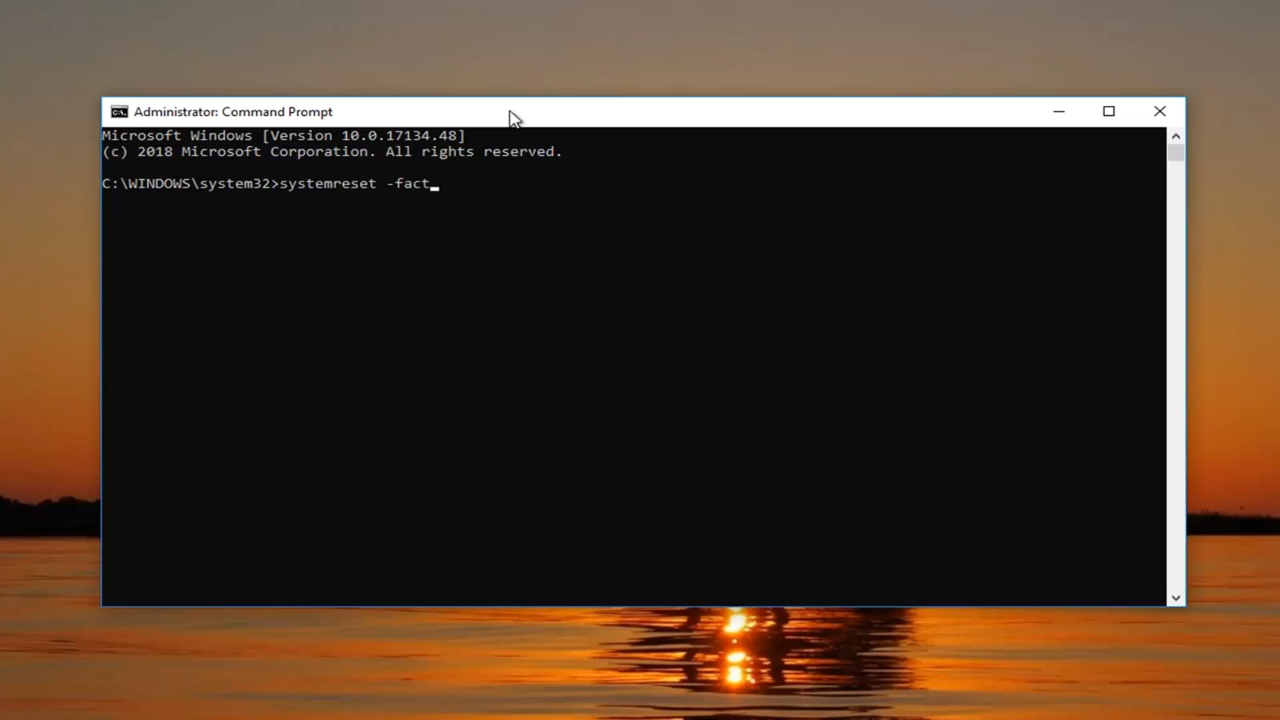 Administrator: Command Prompt
Microsoft Windows [Version 10.0.17134.48]
(c) 2018 Microsoft Corporation. All rights reserved.
C:\WINDOWS\system32>systemreset -fact